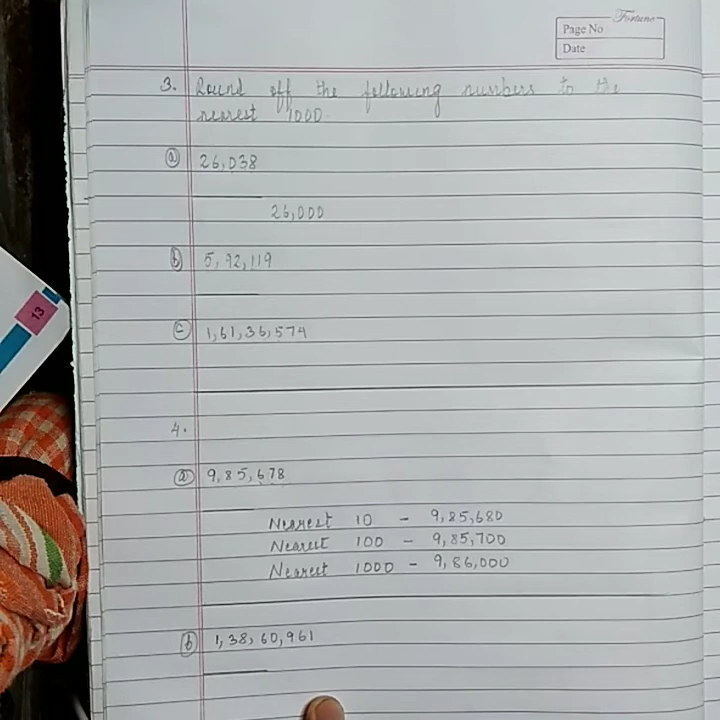 Fortune
Page No
Date
3. Round off the following numbers to the
nearest 1000.
(a) 26,038
26,000
(b) 5,92,119
(c) 1,61,36,574
13
4.
(a) 9,85,678
Nearest 10 - 9,85,680
Nearest 100 - 9,85,700
Nearest 1000 - 9,86,000
(b) 1,38,60,961